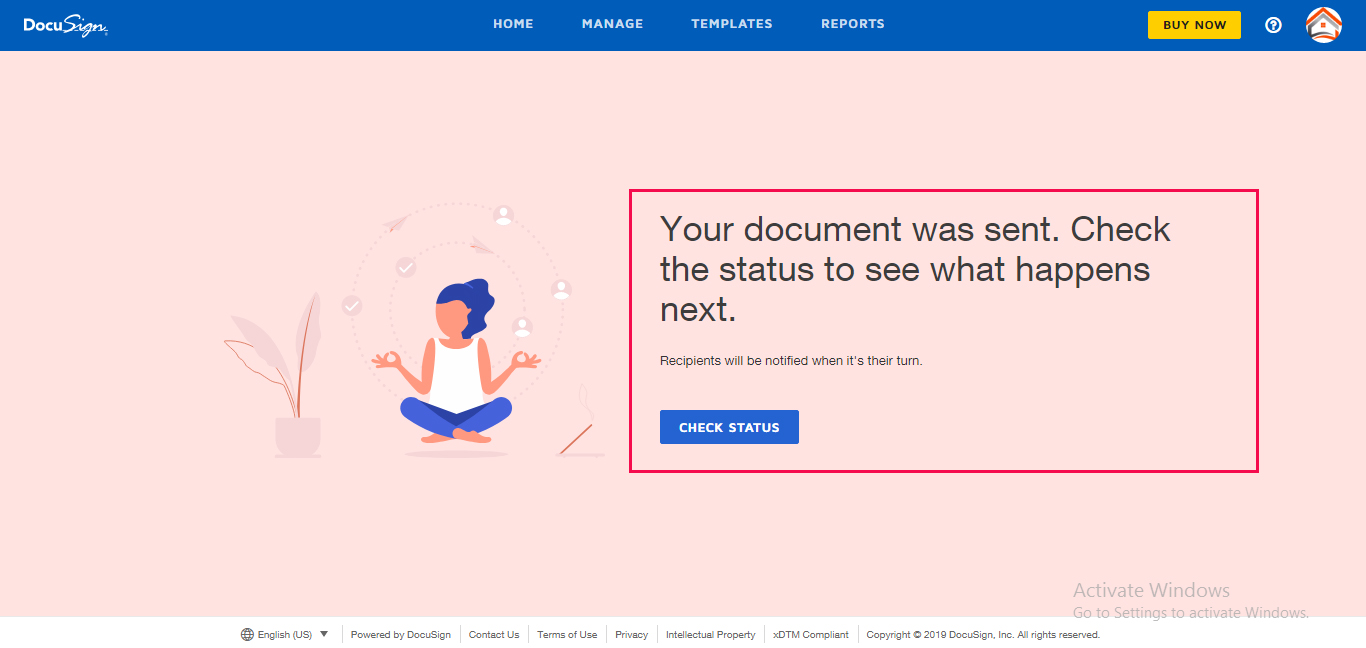 DocuSign HOME MANAGE TEMPLATES REPORTS BUY NOW ?
Your document was sent. Check
the status to see what happens
next.
Recipients will be notified when it's their turn.
CHECK STATUS
Activate Windows
Go to Settings to activate Windows.
English (US) Powered by DocuSign Contact Us Terms of Use Privacy Intellectual Property xDTM Compliant Copyright © 2019 DocuSign, Inc. All rights reserved.